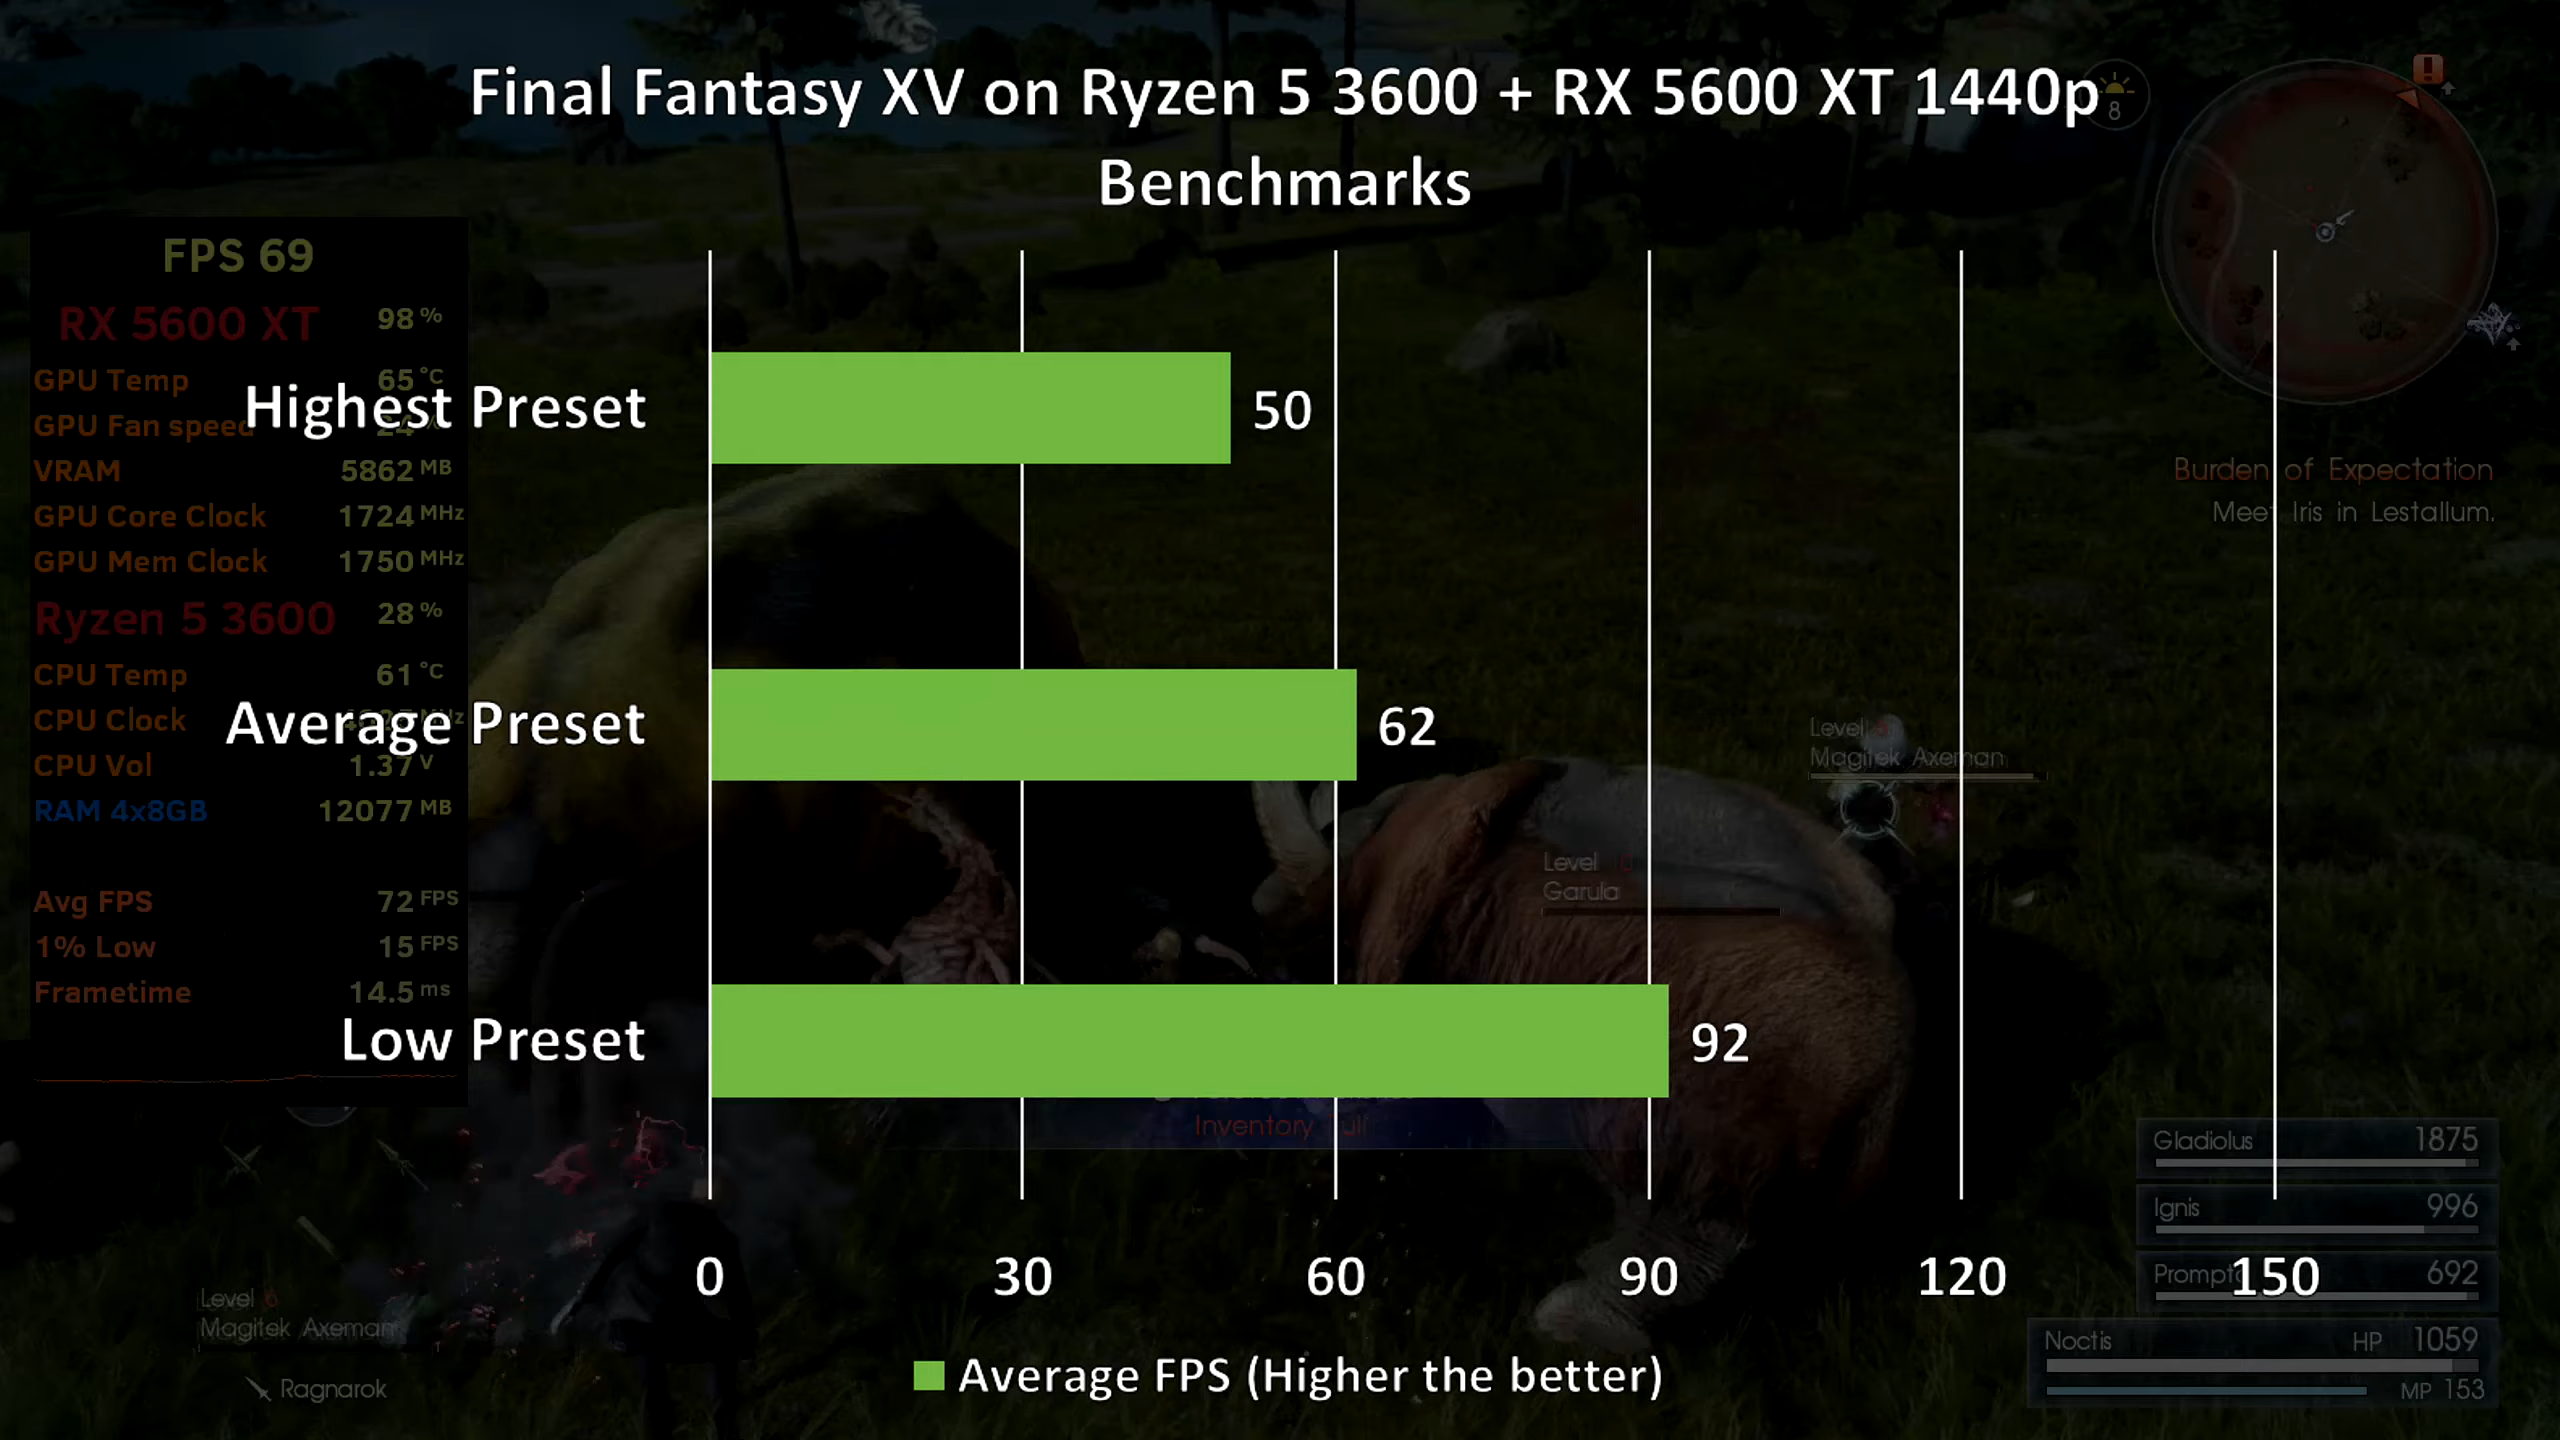 Final Fantasy XV on Ryzen 5 3600 + RX 5600 XT 1440p
Benchmarks
8
FPS 69
RX 5600 XT 98 %
GPU Temp 65 °C
GPU Fan speed 24 %
VRAM 5862 MB
GPU Core Clock 1724 MHz
GPU Mem Clock 1750 MHz
Ryzen 5 3600 28 %
CPU Temp 61 °C
CPU Clock MHz
CPU Vol 1.37 V
RAM 4x8GB 12077 MB
Avg FPS 72 FPS
1% Low 15 FPS
Frametime 14.5 ms
Highest Preset 50
Average Preset 62
Low Preset 92
Burden of Expectation
Meet Iris in Lestallum.
Level
Magitek Axeman
Level
Garula
Inventory Full
0 30 60 90 120 150
Average FPS (Higher the better)
Level 6
Magitek Axeman
Ragnarok
Gladiolus 1875
Ignis 996
692
Noctis HP 1059
MP 153